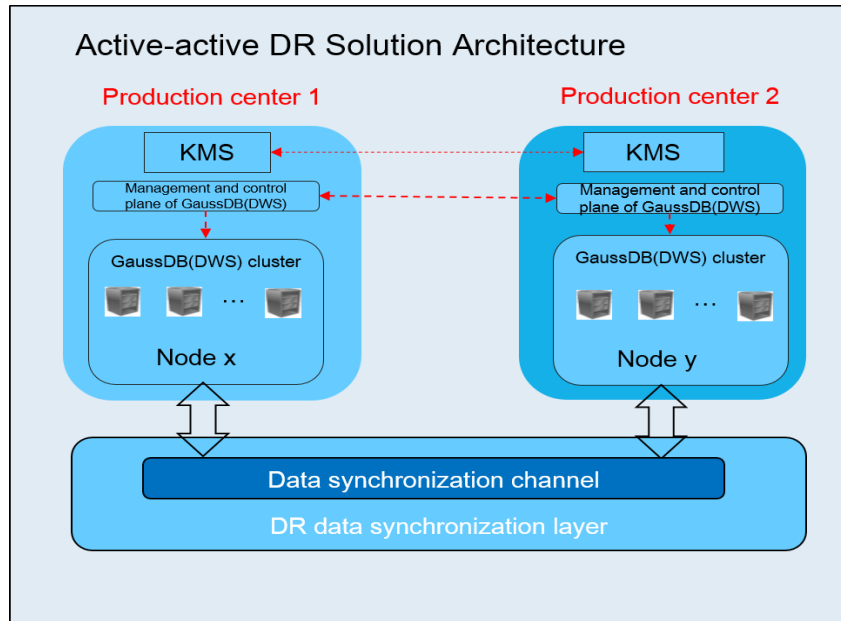 Active-active DR Solution Architecture
Production center 1
Production center 2
KMS
KMS
Management and control
plane of GaussDB(DWS)
Management and control
plane of GaussDB(DWS)
GaussDB(DWS) cluster
GaussDB(DWS) cluster
...
...
Node x
Node y
Data synchronization channel
DR data synchronization layer